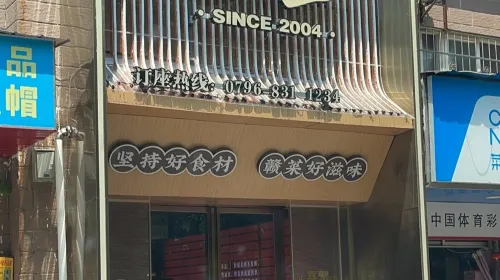 SINCE 2004
订座热线: 0796 831 1234
坚持好食材 赣菜好滋味
品
帽
中国体育彩